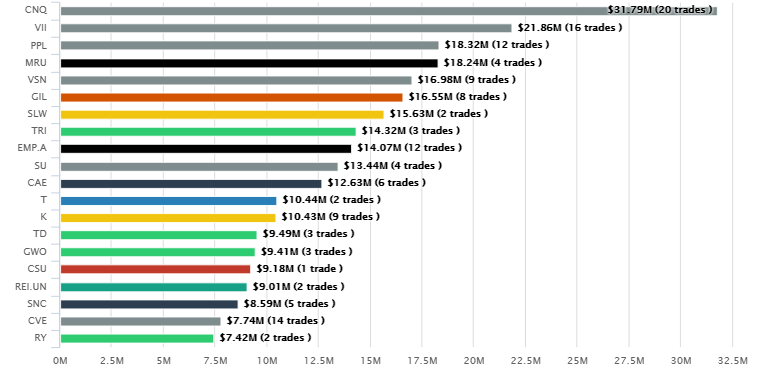 CNQ $31.79M (20 trades )
VII $21.86M (16 trades )
PPL $18.32M (12 trades )
MRU $18.24M (4 trades )
VSN $16.98M (9 trades )
GIL $16.55M (8 trades )
SLW $15.63M (2 trades )
TRI $14.32M (3 trades )
EMP.A $14.07M (12 trades )
SU $13.44M (4 trades )
CAE $12.63M (6 trades )
T $10.44M (2 trades )
K $10.43M (9 trades )
TD $9.49M (3 trades )
GWO $9.41M (3 trades )
CSU $9.18M (1 trade )
REI.UN $9.01M (2 trades )
SNC $8.59M (5 trades )
CVE $7.74M (14 trades )
RY $7.42M (2 trades )
0M 2.5M 5M 7.5M 10M 12.5M 15M 17.5M 20M 22.5M 25M 27.5M 30M 32.5M